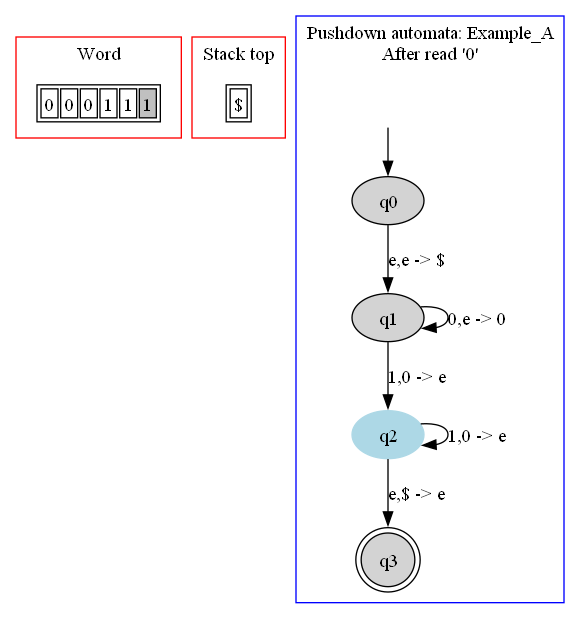 Word
0 0 0 1 1 1
Stack top
$
Pushdown automata: Example_A
After read '0'
q0
e,e -> $
q1
0,e -> 0
1,0 -> e
q2
1,0 -> e
e,$ -> e
q3